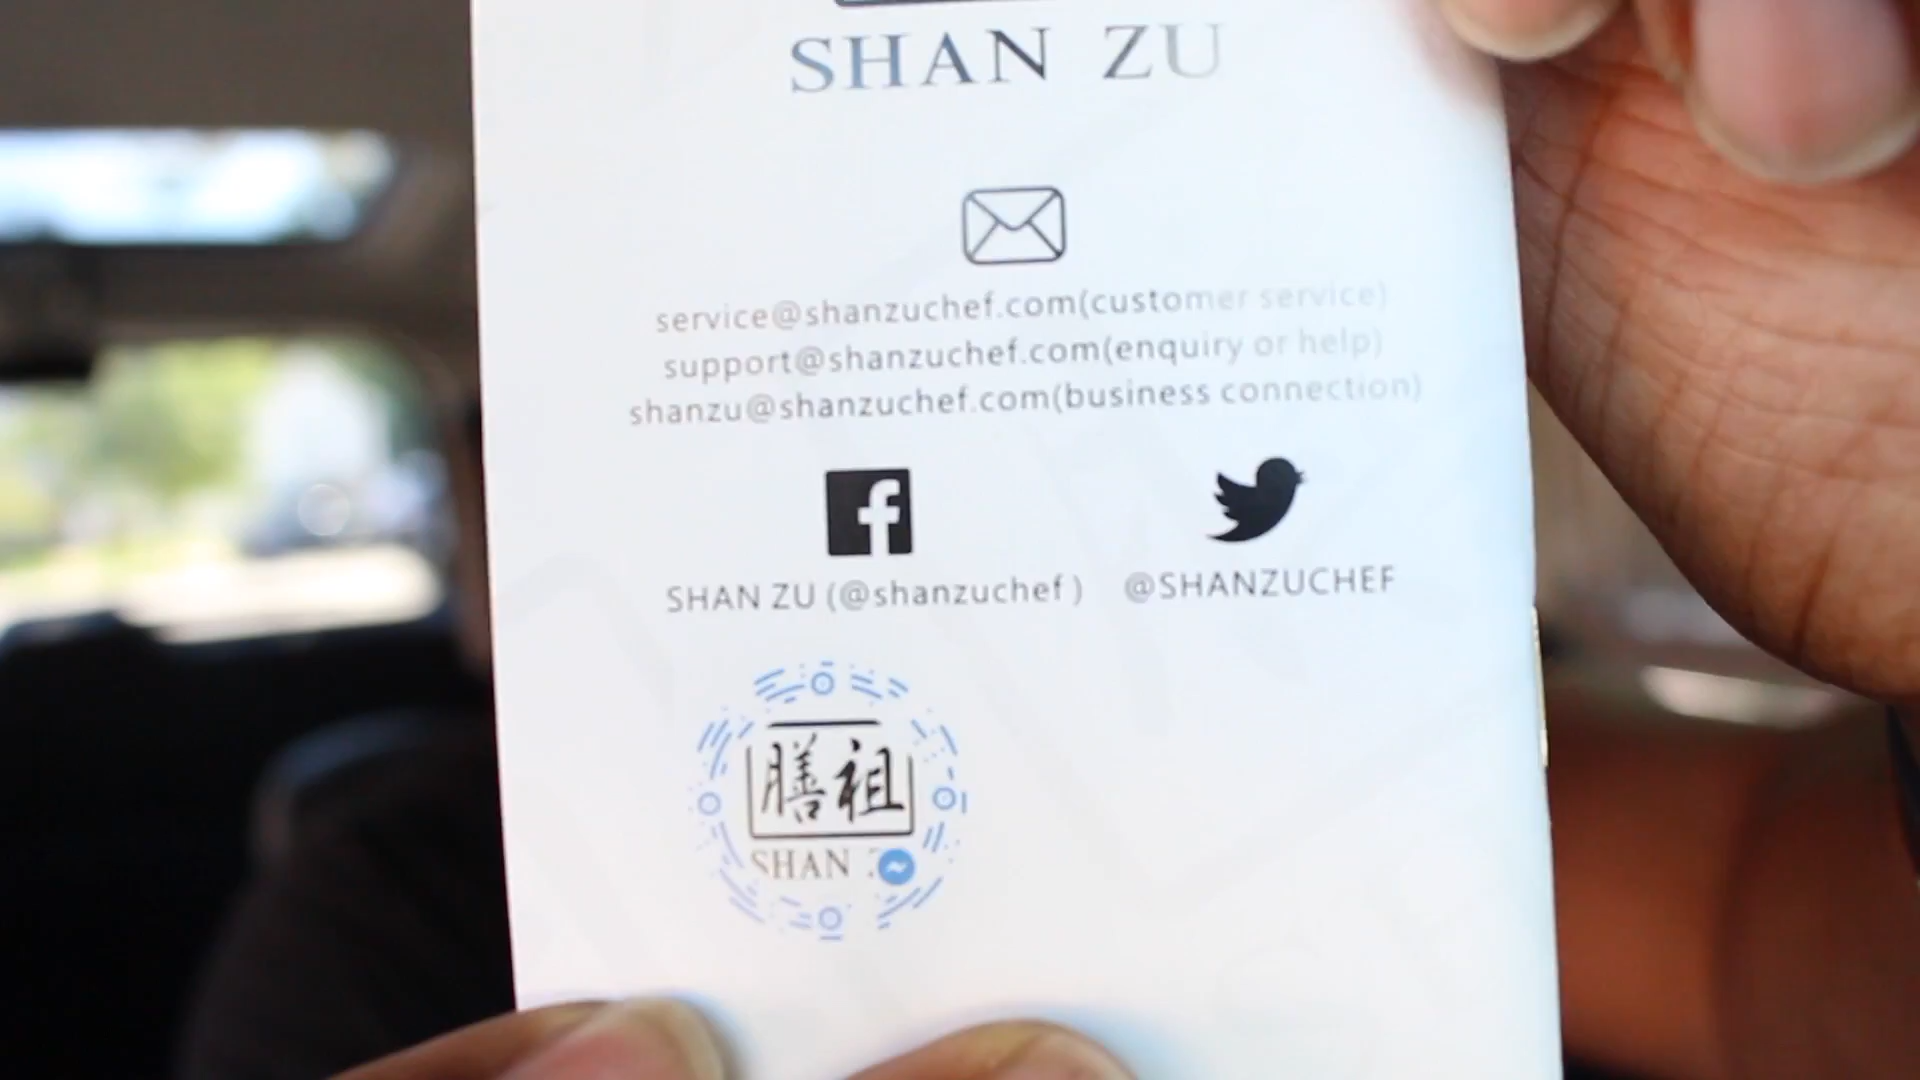 SHAN ZU
service@shanzuchef.com(customer service)
support@shanzuchef.com(enquiry or help)
shanzu@shanzuchef.com(business connection)
SHAN ZU (@shanzuchef )
@SHANZUCHEF
膳祖
SHAN